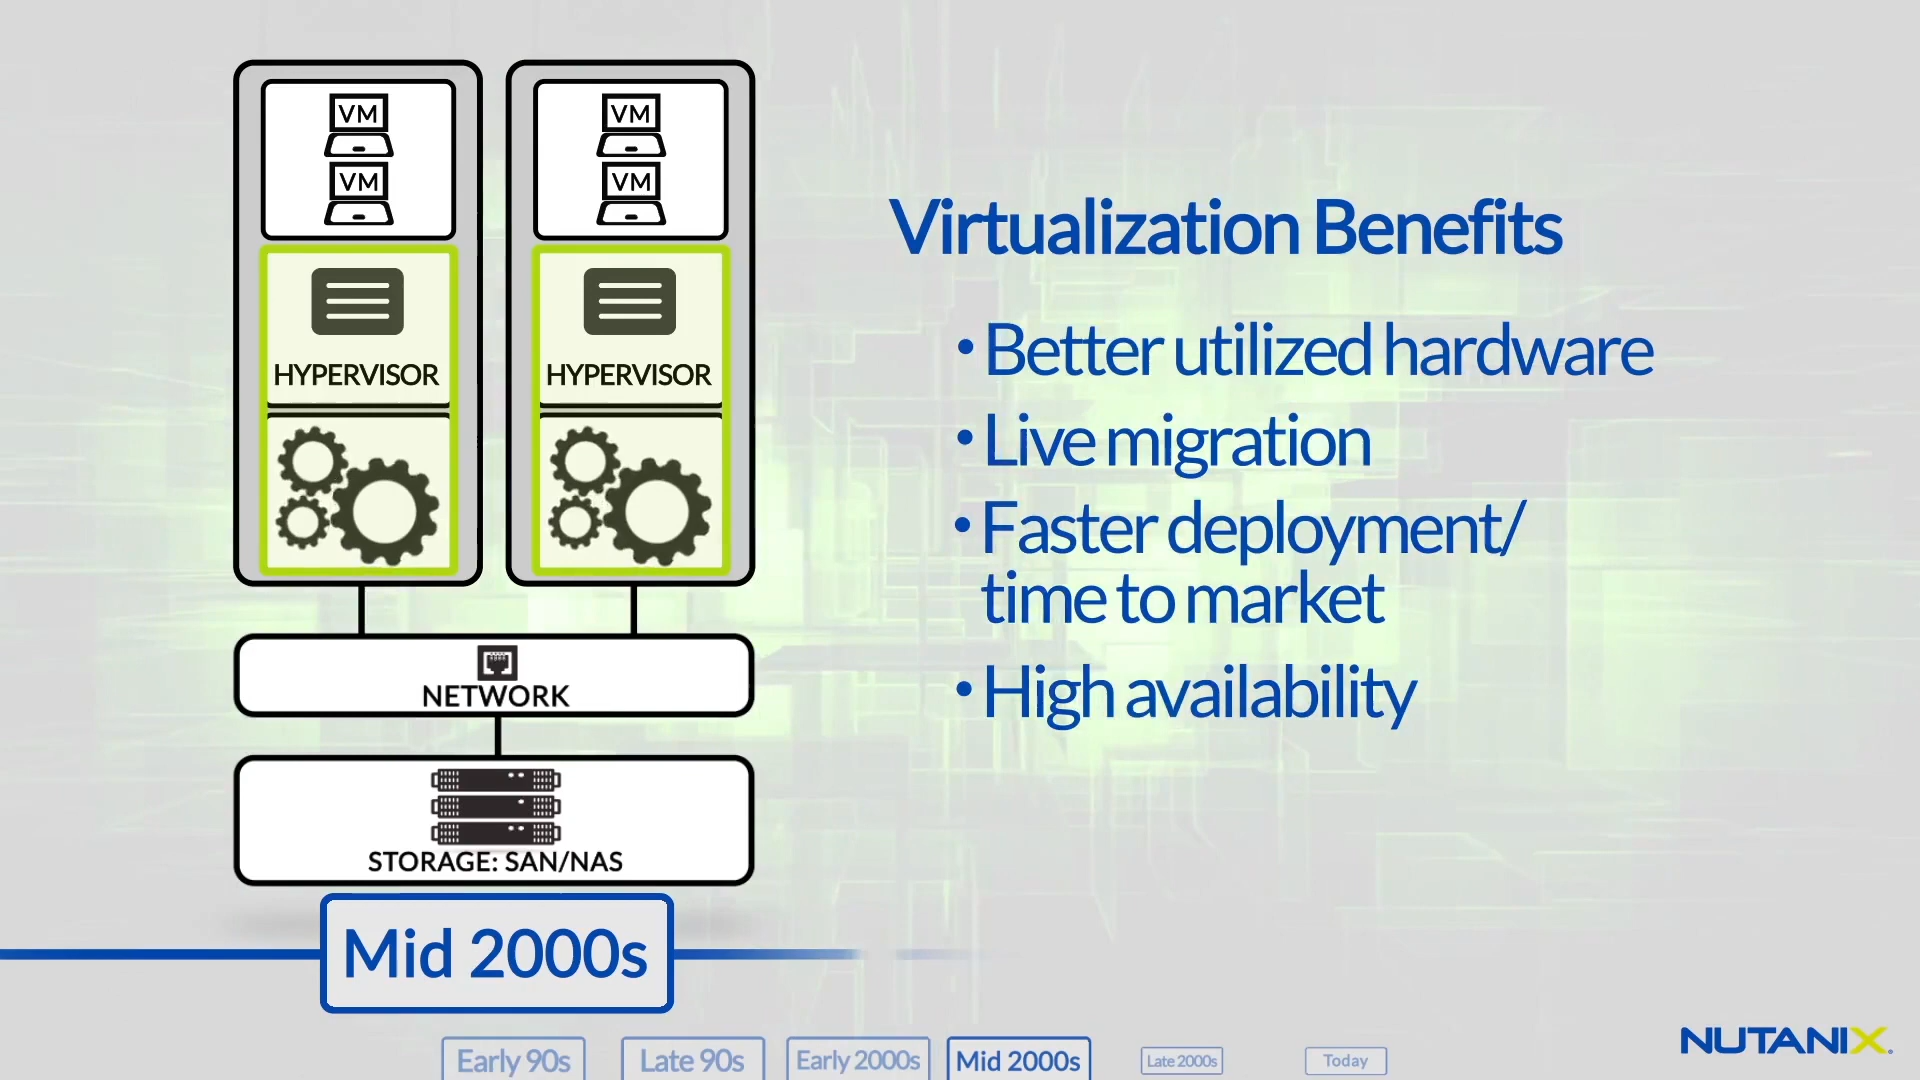 VM
VM
HYPERVISOR
VM
VM
HYPERVISOR
NETWORK
STORAGE: SAN/NAS
Virtualization Benefits
• Better utilized hardware
• Live migration
• Faster deployment/
time to market
• High availability
Mid 2000s
Early 90s
Late 90s
Early 2000s
Mid 2000s
Late 2000s
Today
NUTANIX.